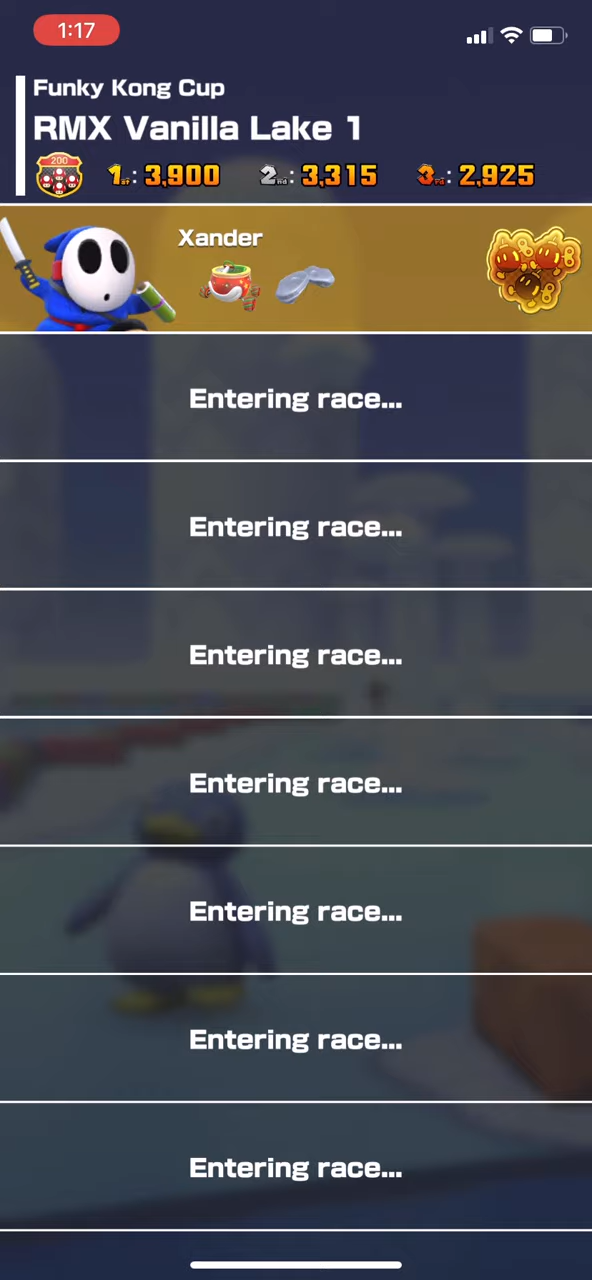 1:17
Funky Kong Cup
RMX Vanilla Lake 1
200 1st: 3,900 2nd: 3,315 3rd: 2,925
Xander
Entering race...
Entering race...
Entering race...
Entering race...
Entering race...
Entering race...
Entering race...